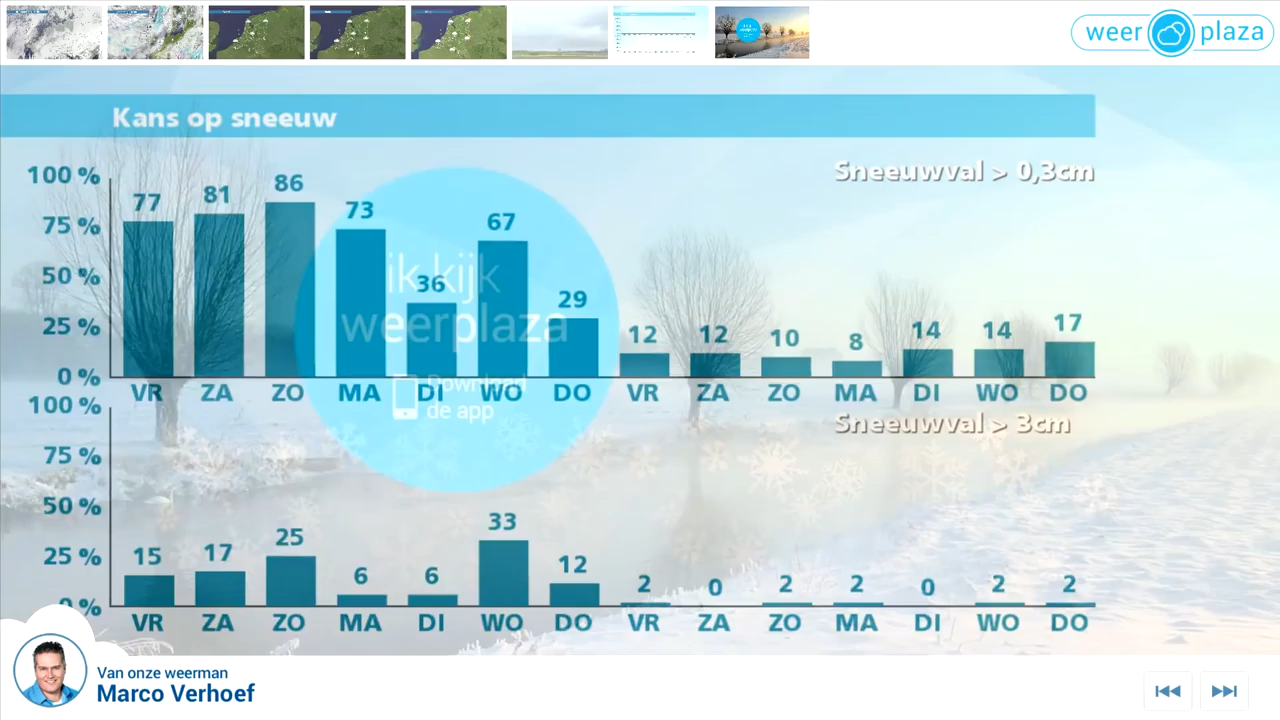 weer plaza
Kans op sneeuw
Sneeuwval > 0,3cm
100 %
75 %
50 %
25 %
0 %
77 81 86 73 36 67 29 12 12 10 8 14 14 17
VR ZA ZO MA DI WO DO VR ZA ZO MA DI WO DO
ik kijk
weerplaza
Download
de app
Sneeuwval > 3cm
100 %
75 %
50 %
25 %
0 %
15 17 25 6 6 33 12 2 0 2 2 0 2 2
VR ZA ZO MA DI WO DO VR ZA ZO MA DI WO DO
Van onze weerman
Marco Verhoef